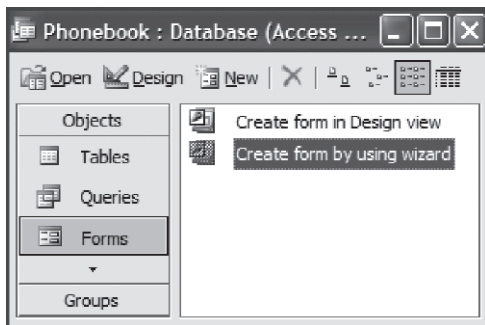 Phonebook : Database (Access ...
Open Design New
Objects
Tables
Queries
Forms
Groups
Create form in Design view
Create form by using wizard